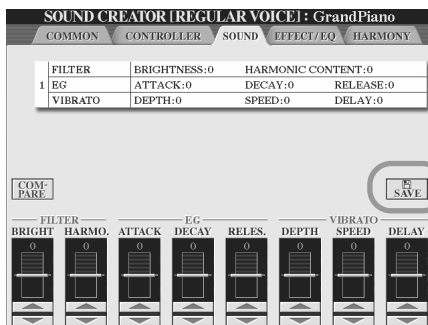 SOUND CREATOR [REGULAR VOICE] : GrandPiano
COMMON CONTROLLER SOUND EFFECT/EQ HARMONY
FILTER BRIGHTNESS:0 HARMONIC CONTENT:0
1 EG ATTACK:0 DECAY:0 RELEASE:0
VIBRATO DEPTH:0 SPEED:0 DELAY:0
COM-
PARE
SAVE
FILTER EG VIBRATO
BRIGHT HARMO. ATTACK DECAY RELES. DEPTH SPEED DELAY
0 0 0 0 0 0 0 0